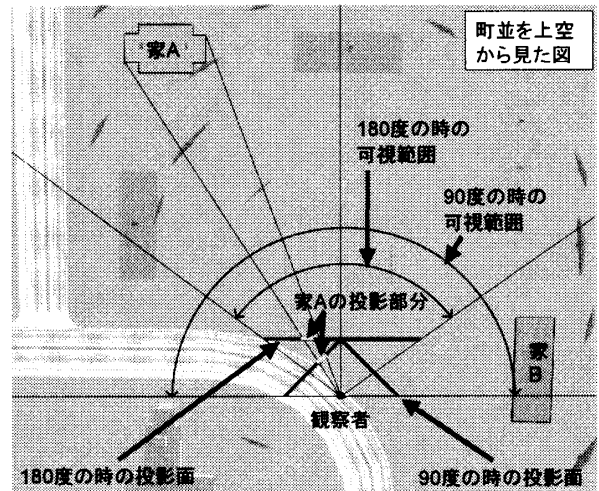 町並を上空
から見た図
家A
180度の時の
可視範囲
90度の時の
可視範囲
家Aの投影部分
家
B
観察者
180度の時の投影面
90度の時の投影面